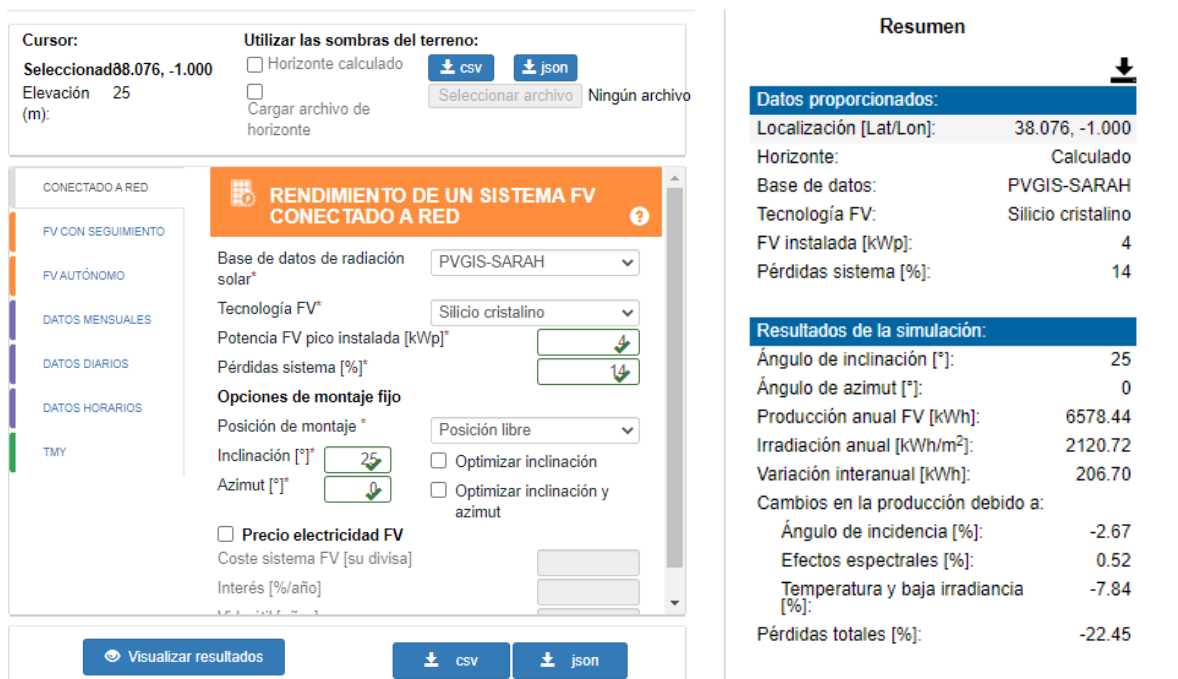 Cursor:
Utilizar las sombras del terreno:
Seleccionado: 38.076, -1.000
Horizonte calculado
csv
json
Elevación 25
(m):
Cargar archivo de
horizonte
Seleccionar archivo Ningún archivo
CONECTADO A RED
FV CON SEGUIMIENTO
FV AUTÓNOMO
DATOS MENSUALES
DATOS DIARIOS
DATOS HORARIOS
TMY
RENDIMIENTO DE UN SISTEMA FV
CONECTADO A RED
?
Base de datos de radiación
solar*
PVGIS-SARAH
Tecnología FV*
Silicio cristalino
Potencia FV pico instalada [kWp]*
4
Pérdidas sistema [%]*
14
Opciones de montaje fijo
Posición de montaje *
Posición libre
Inclinación [°]* 25
Optimizar inclinación
Azimut [°]* 0
Optimizar inclinación y
azimut
Precio electricidad FV
Coste sistema FV [su divisa]
Interés [%/año]
Visualizar resultados
csv
json
Resumen
Datos proporcionados:
Localización [Lat/Lon]: 38.076, -1.000
Horizonte: Calculado
Base de datos: PVGIS-SARAH
Tecnología FV: Silicio cristalino
FV instalada [kWp]: 4
Pérdidas sistema [%]: 14
Resultados de la simulación:
Ángulo de inclinación [°]: 25
Ángulo de azimut [°]: 0
Producción anual FV [kWh]: 6578.44
Irradiación anual [kWh/m²]: 2120.72
Variación interanual [kWh]: 206.70
Cambios en la producción debido a:
Ángulo de incidencia [%]: -2.67
Efectos espectrales [%]: 0.52
Temperatura y baja irradiancia -7.84
[%]:
Pérdidas totales [%]: -22.45